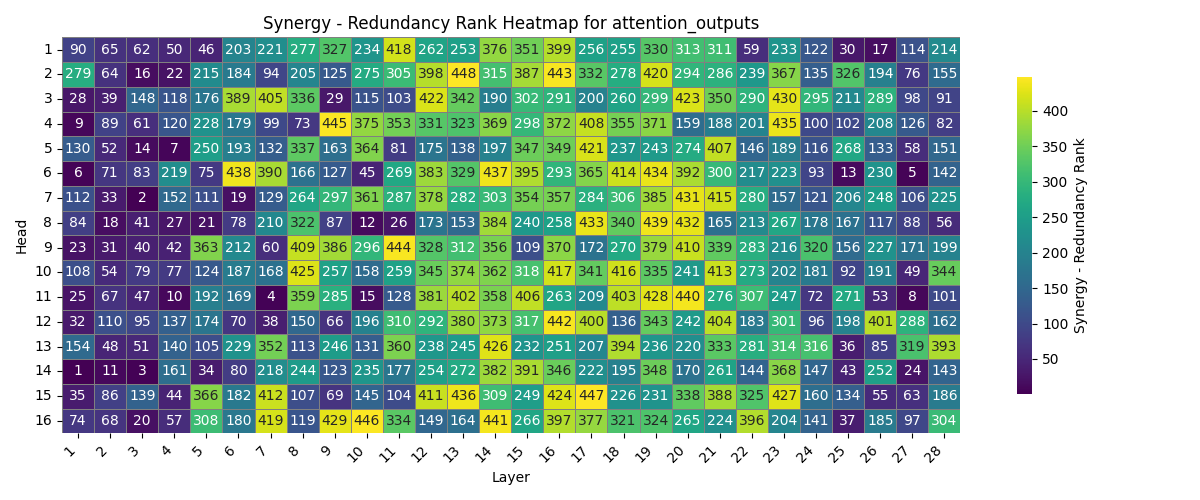 Synergy - Redundancy Rank Heatmap for attention_outputs
1 90 65 62 50 46 203 221 277 327 234 418 262 253 376 351 399 256 255 330 313 311 59 233 122 30 17 114 214
2 279 64 16 22 215 184 94 205 125 275 305 398 448 315 387 443 332 278 420 294 286 239 367 135 326 194 76 155
3 28 39 148 118 176 389 405 336 29 115 103 422 342 190 302 291 200 260 299 423 350 290 430 295 211 289 98 91
4 9 89 61 120 228 179 99 73 445 375 353 331 323 369 298 372 408 355 371 159 188 201 435 100 102 208 126 82
5 130 52 14 7 250 193 132 337 163 364 81 175 138 197 347 349 421 237 243 274 407 146 189 116 268 133 58 151
6 6 71 83 219 75 438 390 166 127 45 269 383 329 437 395 293 365 414 434 392 300 217 223 93 13 230 5 142
7 112 33 2 152 111 19 129 264 297 361 287 378 282 303 354 357 284 306 385 431 415 280 157 121 206 248 106 225
8 84 18 41 27 21 78 210 322 87 12 26 173 153 384 240 258 433 340 439 432 165 213 267 178 167 117 88 56
9 23 31 40 42 363 212 60 409 386 296 444 328 312 356 109 370 172 270 379 410 339 283 216 320 156 227 171 199
10 108 54 79 77 124 187 168 425 257 158 259 345 374 362 318 417 341 416 335 241 413 273 202 181 92 191 49 344
11 25 67 47 10 192 169 4 359 285 15 128 381 402 358 406 263 209 403 428 440 276 307 247 72 271 53 8 101
12 32 110 95 137 174 70 38 150 66 196 310 292 380 373 317 442 400 136 343 242 404 183 301 96 198 401 288 162
13 154 48 51 140 105 229 352 113 246 131 360 238 245 426 232 251 207 394 236 220 333 281 314 316 36 85 319 393
14 1 11 3 161 34 80 218 244 123 235 177 254 272 382 391 346 222 195 348 170 261 144 368 147 43 252 24 143
15 35 86 139 44 366 182 412 107 69 145 104 411 436 309 249 424 447 226 231 338 388 325 427 160 134 55 63 186
16 74 68 20 57 308 180 419 119 429 446 334 149 164 441 266 397 377 321 324 265 224 396 204 141 37 185 97 304
Head
1 2 3 4 5 6 7 8 9 10 11 12 13 14 15 16 17 18 19 20 21 22 23 24 25 26 27 28
Layer
400
350
300
250
200
150
100
50
Synergy - Redundancy Rank